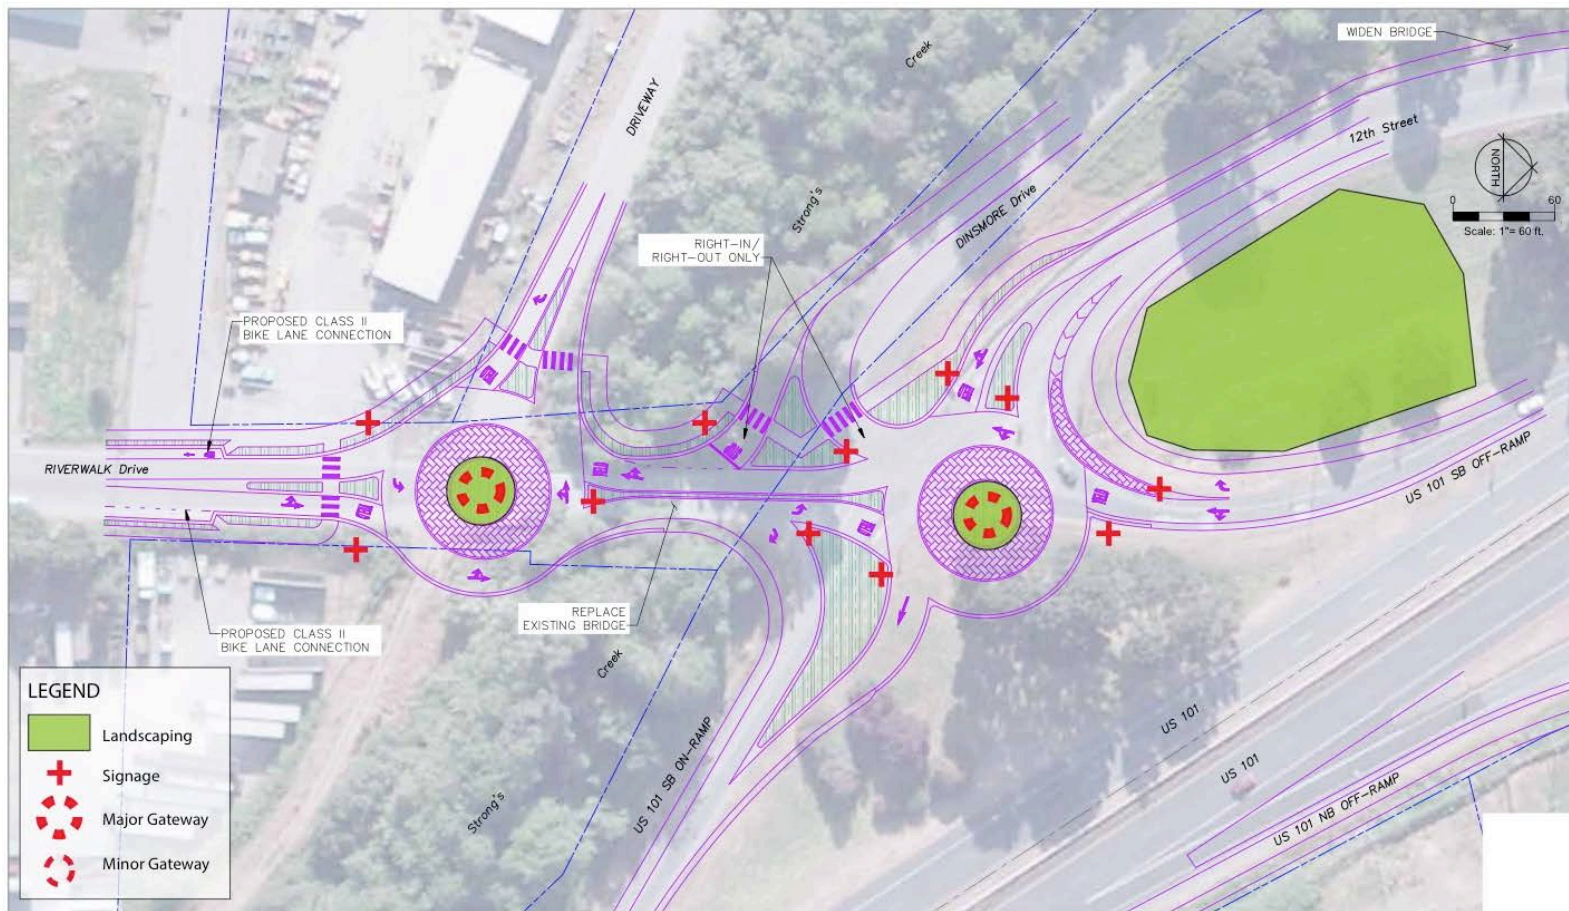 WIDEN BRIDGE
Creek
DRIVEWAY
12th Street
NORTH
0 60
Scale: 1"= 60 ft.
Strong's
DINSMORE Drive
RIGHT-IN/
RIGHT-OUT ONLY
PROPOSED CLASS II
BIKE LANE CONNECTION
RIVERWALK Drive
US 101 SB OFF-RAMP
REPLACE
EXISTING BRIDGE
PROPOSED CLASS II
BIKE LANE CONNECTION
Creek
US 101 SB ON-RAMP
Strong's
US 101
US 101
US 101 NB OFF-RAMP
LEGEND
Landscaping
Signage
Major Gateway
Minor Gateway